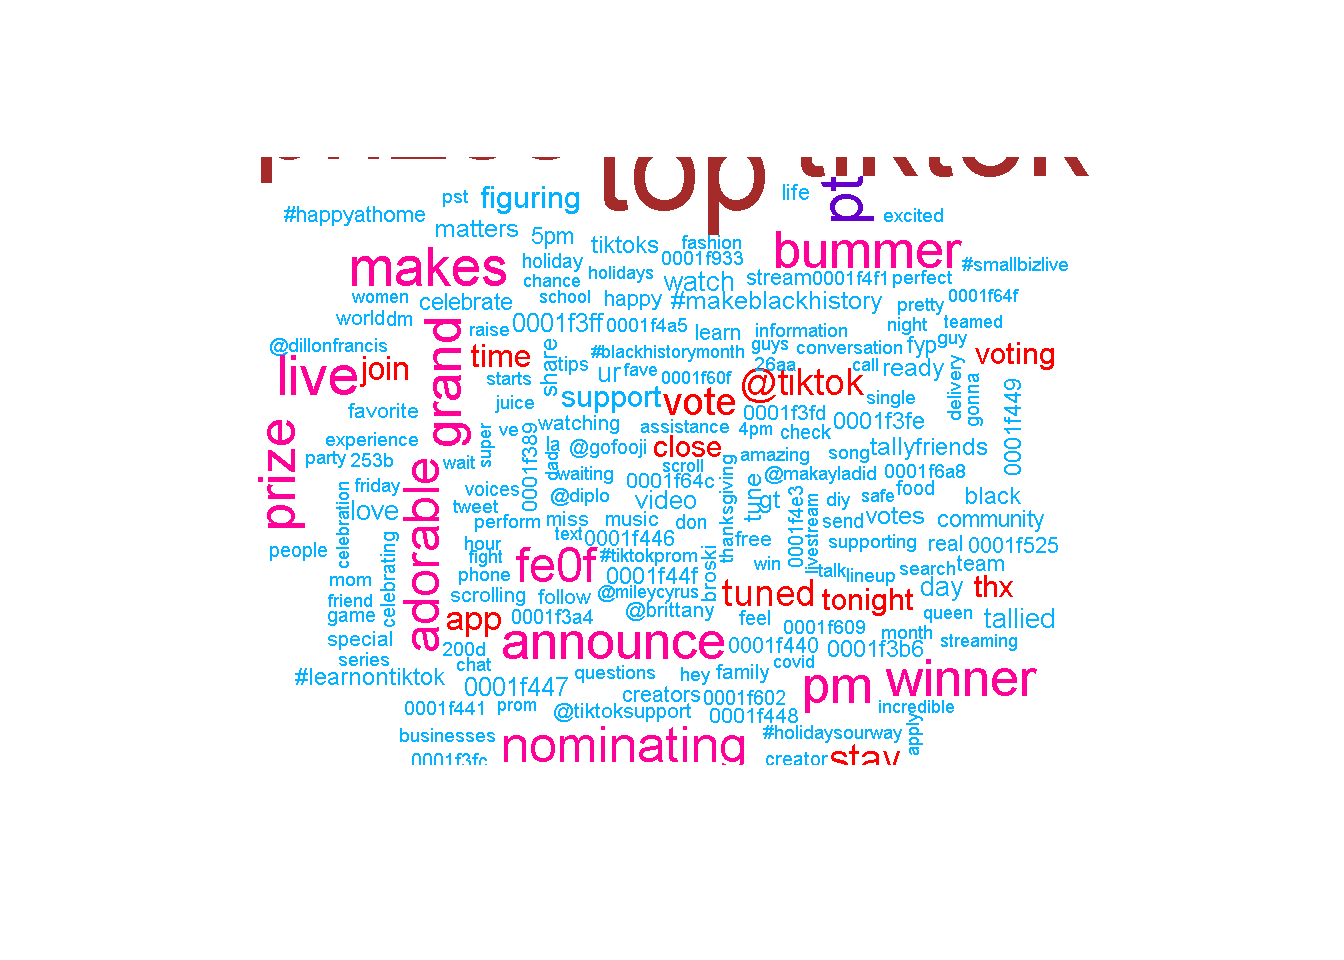 top tiktok
pst figuring life pt
#happyathome excited
matters 5pm tiktoks fashion bummer
makes holiday 0001f933 #smallbizlive
chance holidays watch stream 0001f4f1 perfect
women celebrate school happy #makeblackhistory pretty 0001f64f
world dm raise 0001f3ff 0001f4a5 learn information night teamed
@dillonfrancis grand time share tips #blackhistorymonth guys conversation fyp guy voting
live join starts ur fave 0001f60f 26aa @tiktok call ready delivery gonna 0001f449
favorite juice support vote 0001f3fd single 0001f3fe
prize experience super ve watching assistance 4pm check
party 253b adorable wait 0001f389 la dada @gofooji close amazing song tallyfriends
friday voices waiting scroll 0001f64c thanksgiving tune @makayladid 0001f6a8
celebration love tweet @diplo video gt 0001f4e3 livestream diy safe food black
people celebrating perform miss music don send votes community
hour text 0001f446 free supporting real 0001f525
fight fe0f #tiktokprom broski win talk lineup search team
mom phone 0001f44f @mileycyrus tuned tonight day thx
friend scrolling follow @brittany queen tallied
game app 0001f3a4 feel 0001f609 month streaming
special 200d announce 0001f440 0001f3b6
series chat questions hey family covid winner
#learnontiktok 0001f447 creators 0001f602 pm incredible
0001f441 prom @tiktoksupport 0001f448 apply
businesses nominating #holidaysourway
0001f3fc creator stay